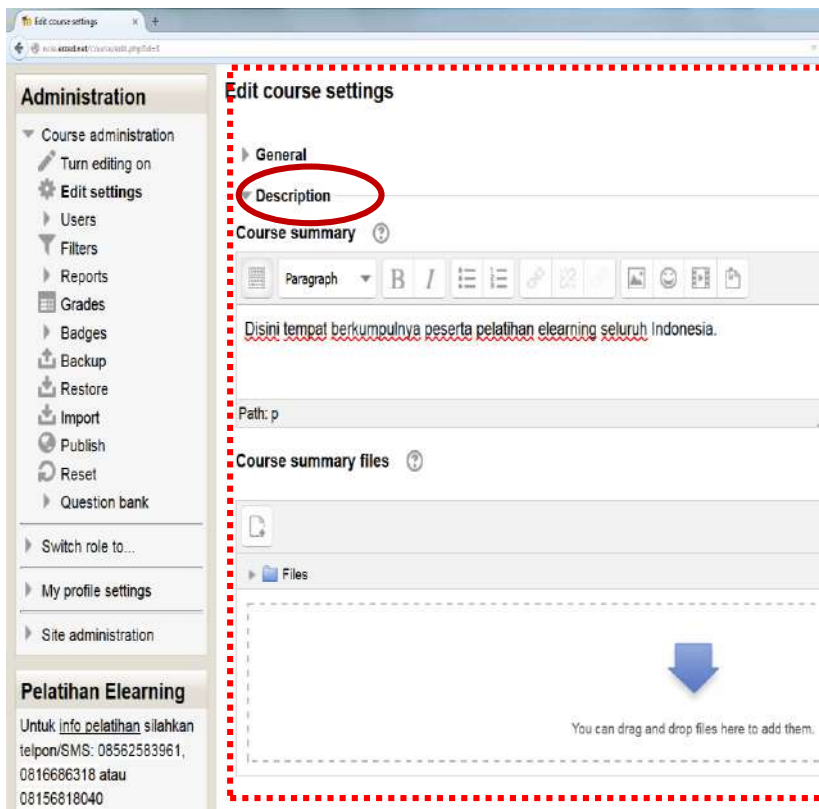 Edit course settings
Administration
Course administration
Turn editing on
Edit settings
Users
Filters
Reports
Grades
Badges
Backup
Restore
Import
Publish
Reset
Question bank
Switch role to...
My profile settings
Site administration
Pelatihan Elearning
Untuk info pelatihan silahkan
telpon/SMS: 08562583961,
0816686318 atau
08156818040
Edit course settings
General
Description
Course summary
Paragraph
B I
Disini tempat berkumpulnya peserta pelatihan elearning seluruh Indonesia.
Path: p
Course summary files
Files
You can drag and drop files here to add them.